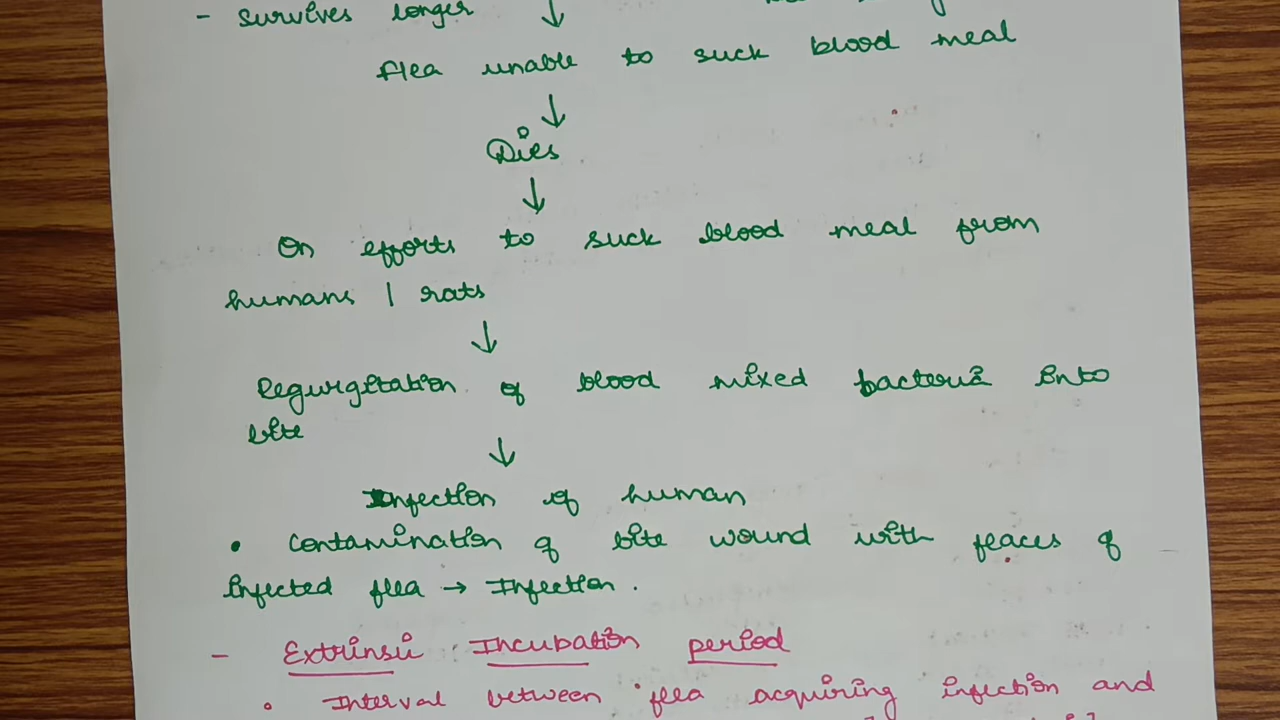 - Survives longer ↓
flea unable to suck blood meal
↓
Dies
↓
On efforts to suck blood meal from
humans | rats
↓
Regurgitation of blood mixed bacteria into
bite
↓
Infection of human
• Contamination of bite wound with feaces of
infected flea → Infection.
- Extrinsic Incubation period
• Interval between flea acquiring infection and